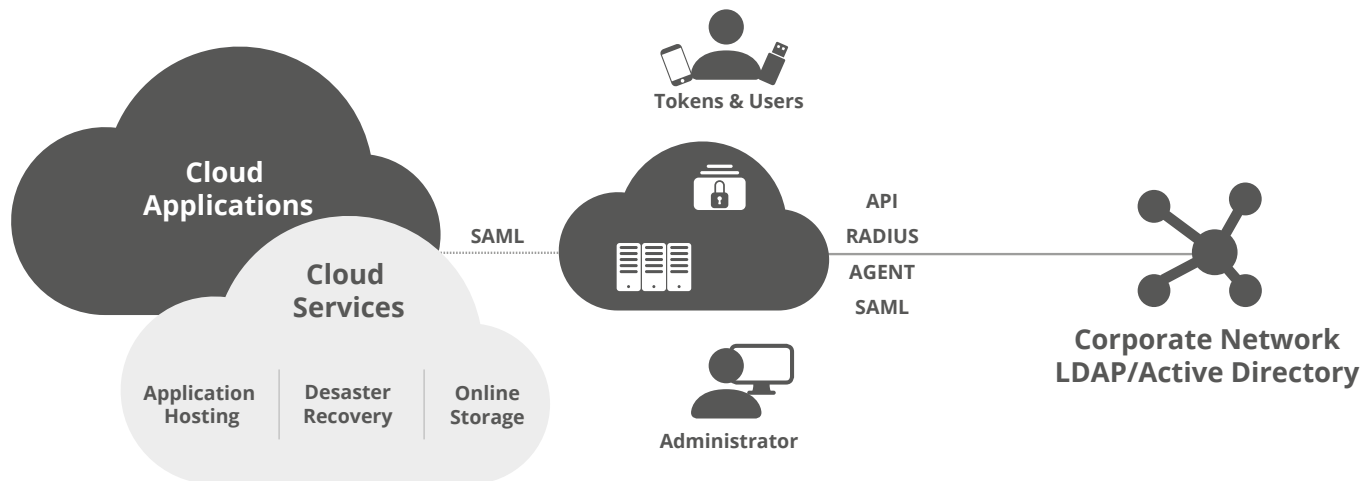 Tokens & Users
Cloud
Applications
SAML
API
RADIUS
AGENT
SAML
Cloud
Services
Application
Hosting
Desaster
Recovery
Online
Storage
Administrator
Corporate Network
LDAP/Active Directory